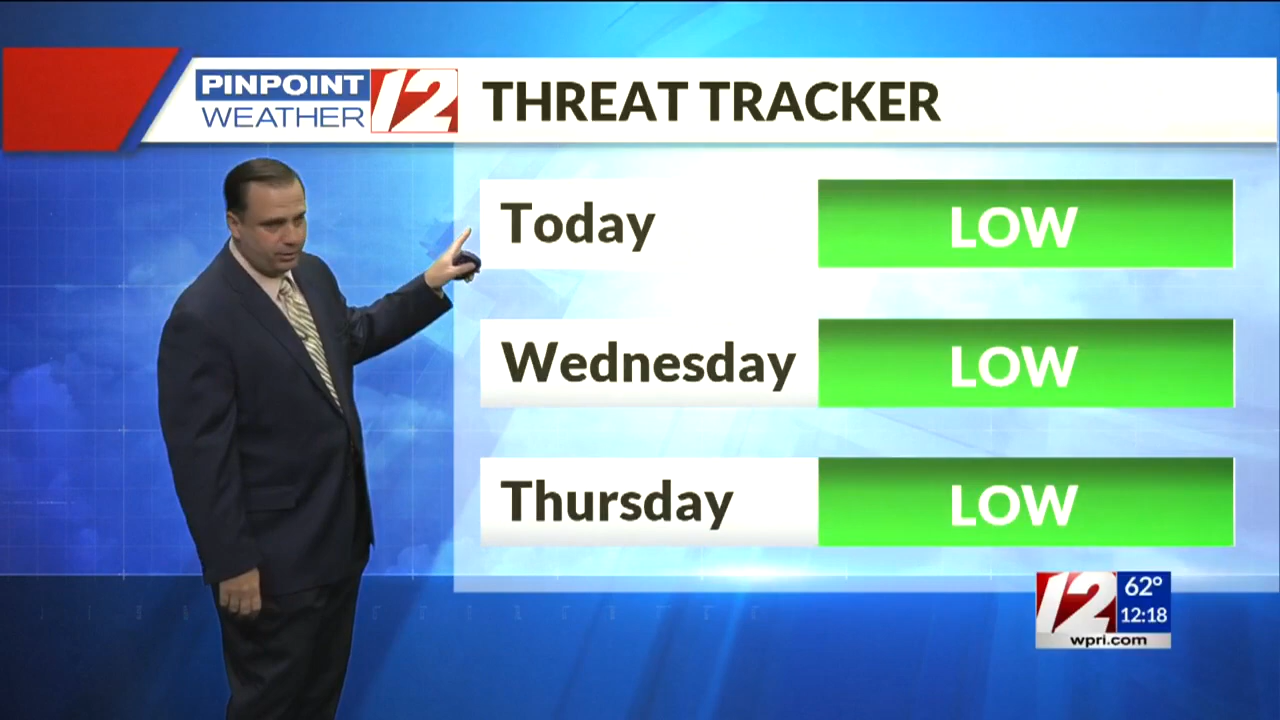 PINPOINT
WEATHER 12
THREAT TRACKER
Today LOW
Wednesday LOW
Thursday LOW
12 62°
12:18
wpri.com